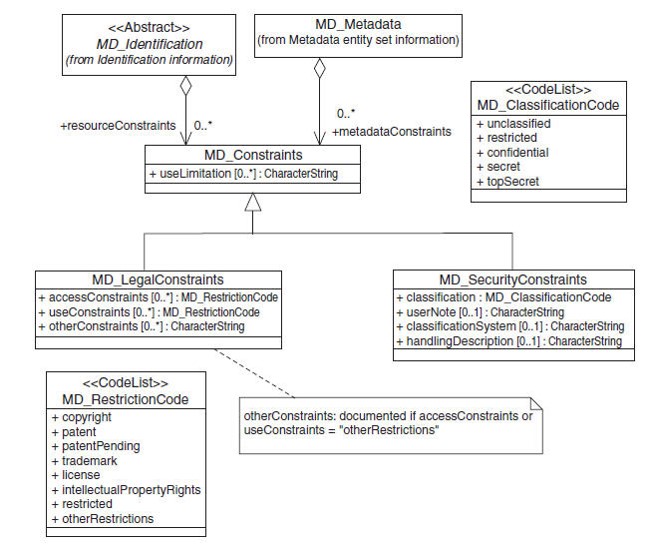 <<Abstract>>
MD_Identification
(from Identification information)
MD_Metadata
(from Metadata entity set information)
+resourceConstraints
0..*
0..*
+metadataConstraints
<<CodeList>>
MD_ClassificationCode
+ unclassified
+ restricted
+ confidential
+ secret
+ topSecret
MD_Constraints
+ useLimitation [0..*] : CharacterString
MD_LegalConstraints
+ accessConstraints [0..*] : MD_RestrictionCode
+ useConstraints [0..*] : MD_RestrictionCode
+ otherConstraints [0..*] : CharacterString
MD_SecurityConstraints
+ classification : MD_ClassificationCode
+ userNote [0..1] : CharacterString
+ classificationSystem [0..1] : CharacterString
+ handlingDescription [0..1] : CharacterString
<<CodeList>>
MD_RestrictionCode
+ copyright
+ patent
+ patentPending
+ trademark
+ license
+ intellectualPropertyRights
+ restricted
+ otherRestrictions
otherConstraints: documented if accessConstraints or
useConstraints = "otherRestrictions"